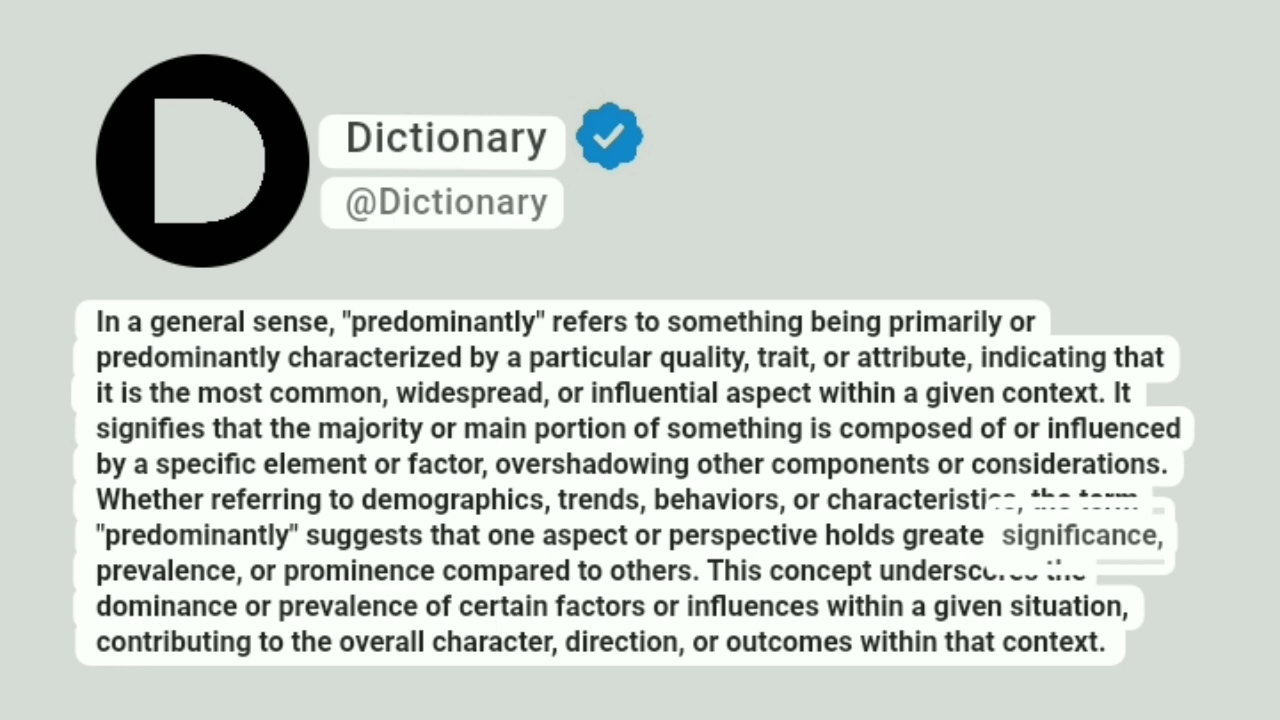 D
Dictionary
@Dictionary
In a general sense, "predominantly" refers to something being primarily or
predominantly characterized by a particular quality, trait, or attribute, indicating that
it is the most common, widespread, or influential aspect within a given context. It
signifies that the majority or main portion of something is composed of or influenced
by a specific element or factor, overshadowing other components or considerations.
Whether referring to demographics, trends, behaviors, or characteristics, the term
"predominantly" suggests that one aspect or perspective holds greate significance,
prevalence, or prominence compared to others. This concept underscores the
dominance or prevalence of certain factors or influences within a given situation,
contributing to the overall character, direction, or outcomes within that context.